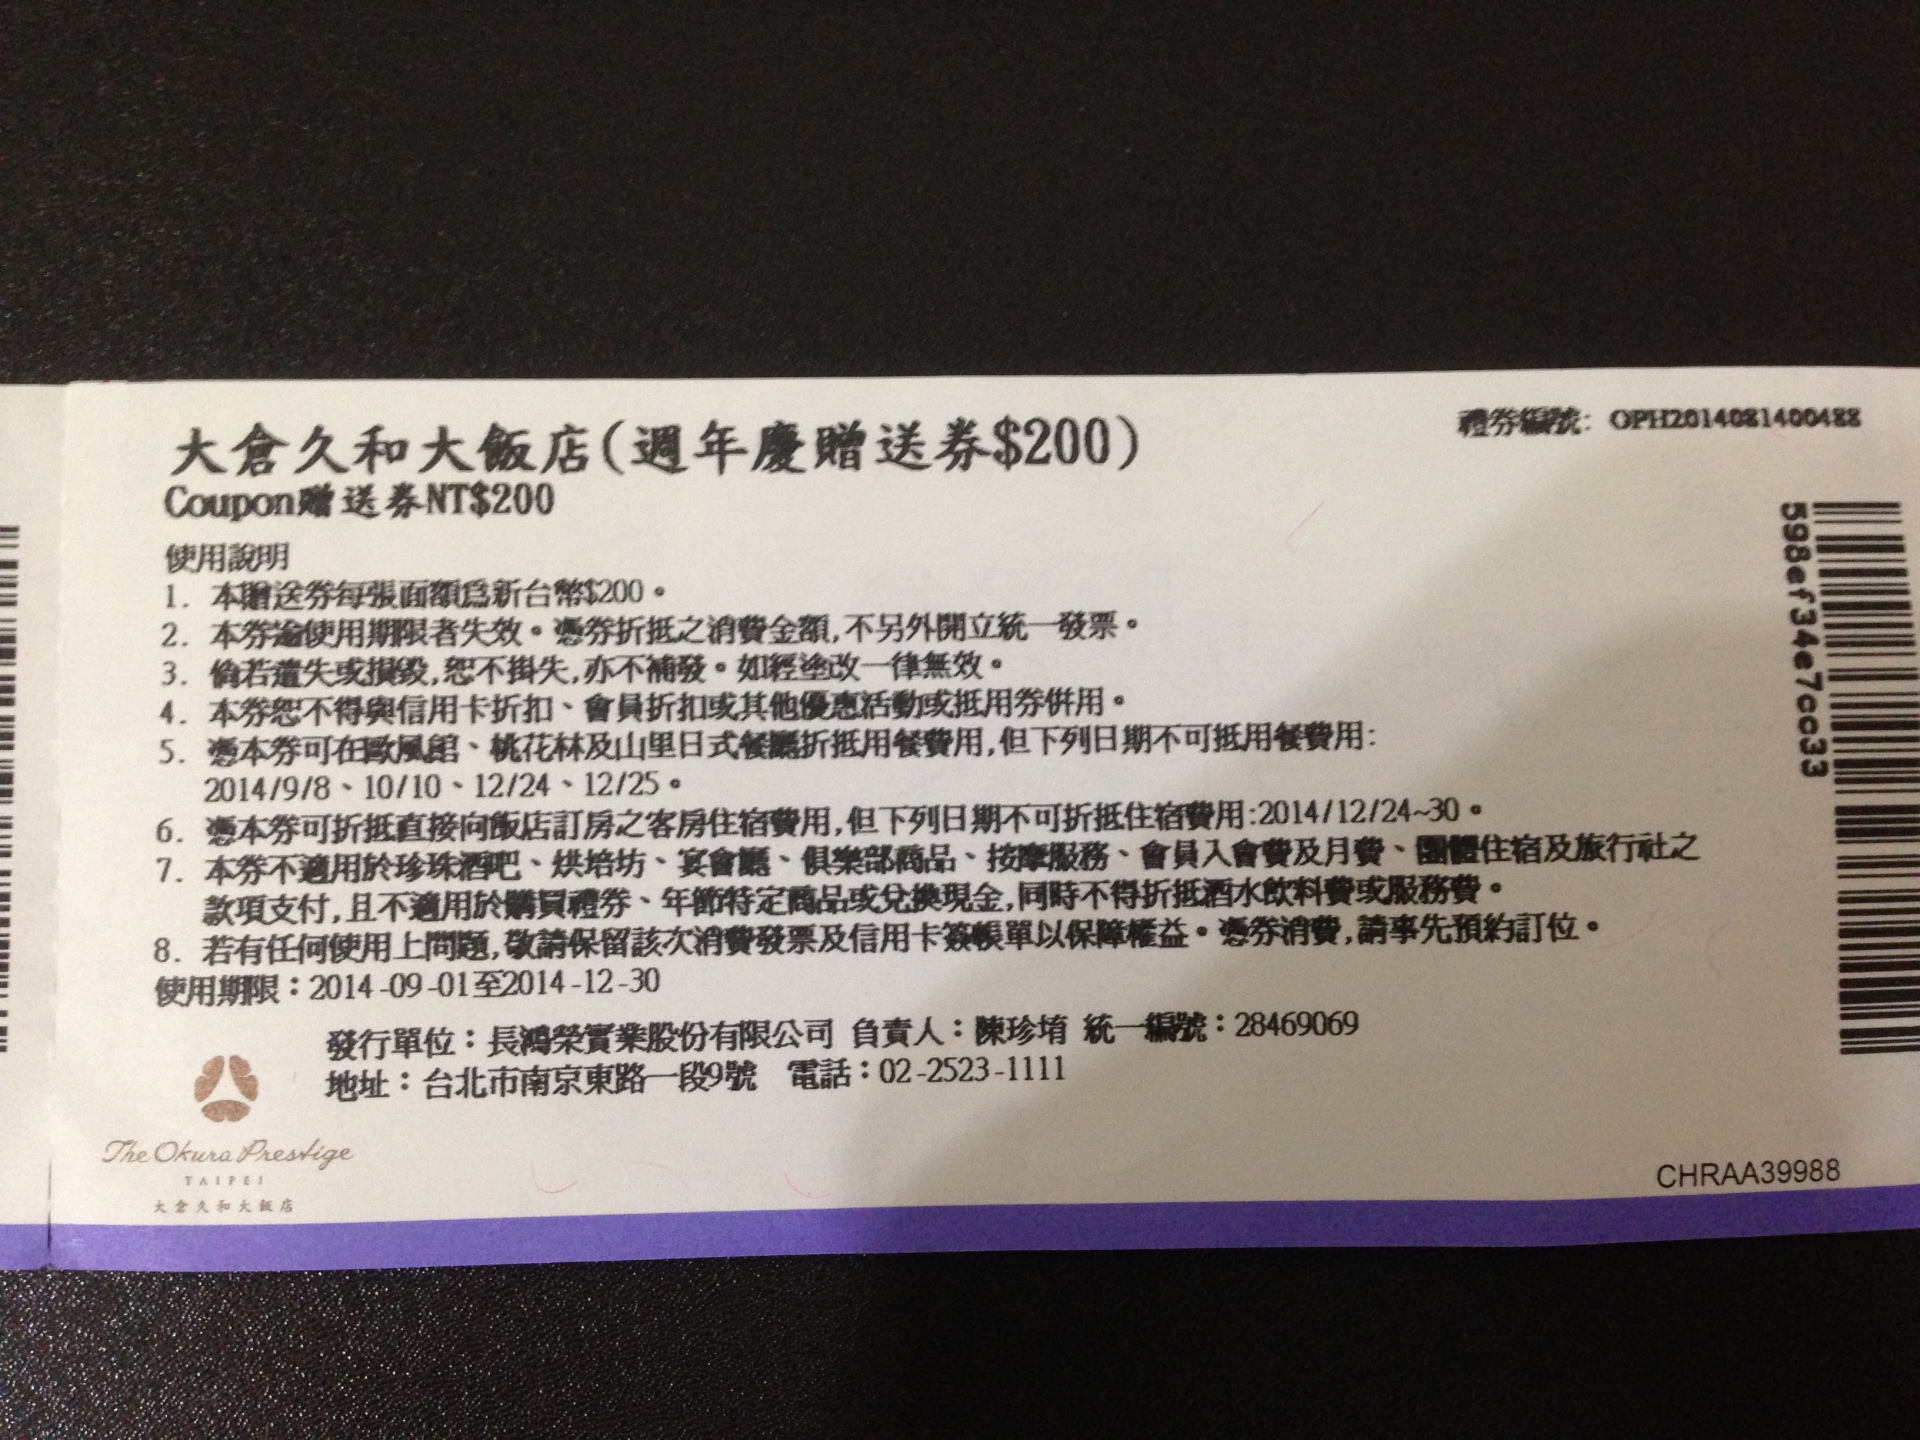 大倉久和大飯店(週年慶贈送券$200)
禮券編號: OPH2014081400488
Coupon贈送券NT$200
使用說明
1. 本贈送券每張面額為新台幣$200。
2. 本券逾使用期限者失效。憑券折抵之消費金額,不另外開立統一發票。
3. 倘若遺失或損毀,恕不掛失,亦不補發。如經塗改一律無效。
4. 本券恕不得與信用卡折扣、會員折扣或其他優惠活動或抵用券併用。
5. 憑本券可在歐風館、桃花林及山里日式餐廳折抵用餐費用,但下列日期不可抵用餐費用:
2014/9/8、10/10、12/24、12/25。
6. 憑本券可折抵直接向飯店訂房之客房住宿費用,但下列日期不可折抵住宿費用:2014/12/24~30。
7. 本券不適用於珍珠酒吧、烘培坊、宴會廳、俱樂部商品、按摩服務、會員入會費及月費、團體住宿及旅行社之
款項支付,且不適用於購買禮券、年節特定商品或兌換現金,同時不得折抵酒水飲料費或服務費。
8. 若有任何使用上問題,敬請保留該次消費發票及信用卡簽帳單以保障權益。憑券消費,請事先預約訂位。
使用期限：2014-09-01至2014-12-30
發行單位：長鴻榮實業股份有限公司 負責人：陳珍堉 統一編號：28469069
地址：台北市南京東路一段9號 電話：02-2523-1111
598ef34e7cc33
The Okura Prestige
TAIPEI
大倉久和大飯店
CHRAA39988